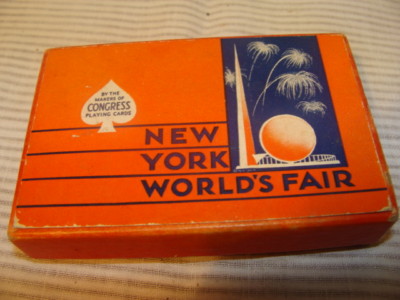 BY THE
MAKERS OF
CONGRESS
PLAYING CARDS
NEW
YORK
WORLD'S FAIR